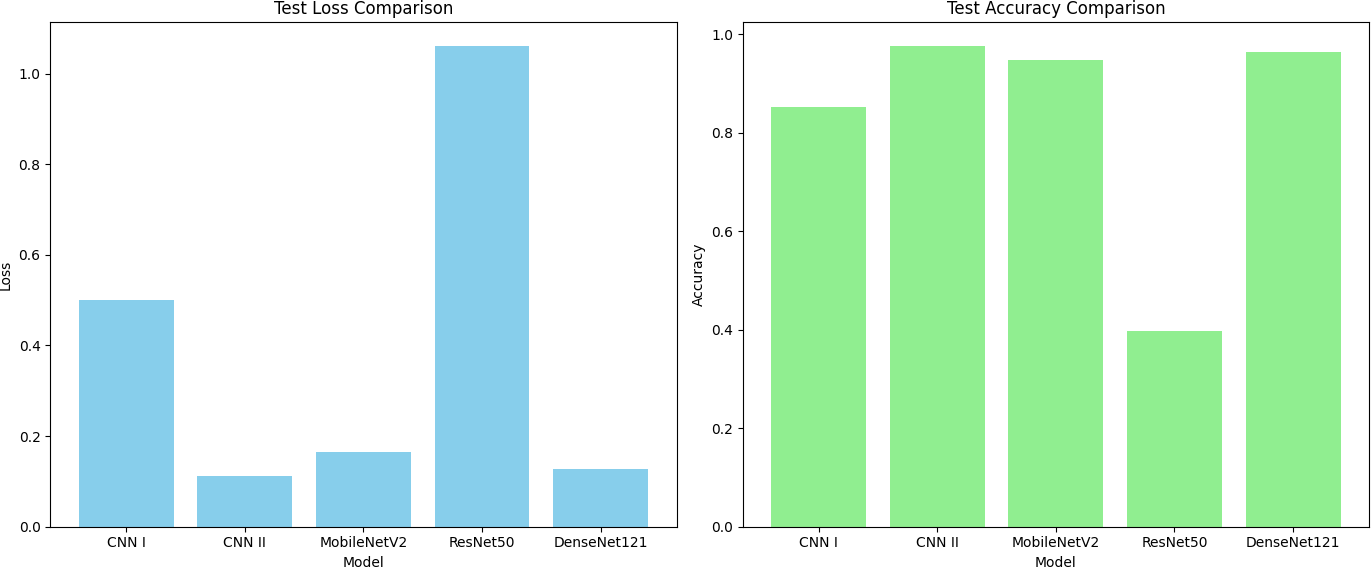 Test Loss Comparison
1.0
0.8
0.6
0.4
0.2
0.0
Loss
CNN I CNN II MobileNetV2 ResNet50 DenseNet121
Model
Test Accuracy Comparison
1.0
0.8
0.6
0.4
0.2
0.0
Accuracy
CNN I CNN II MobileNetV2 ResNet50 DenseNet121
Model